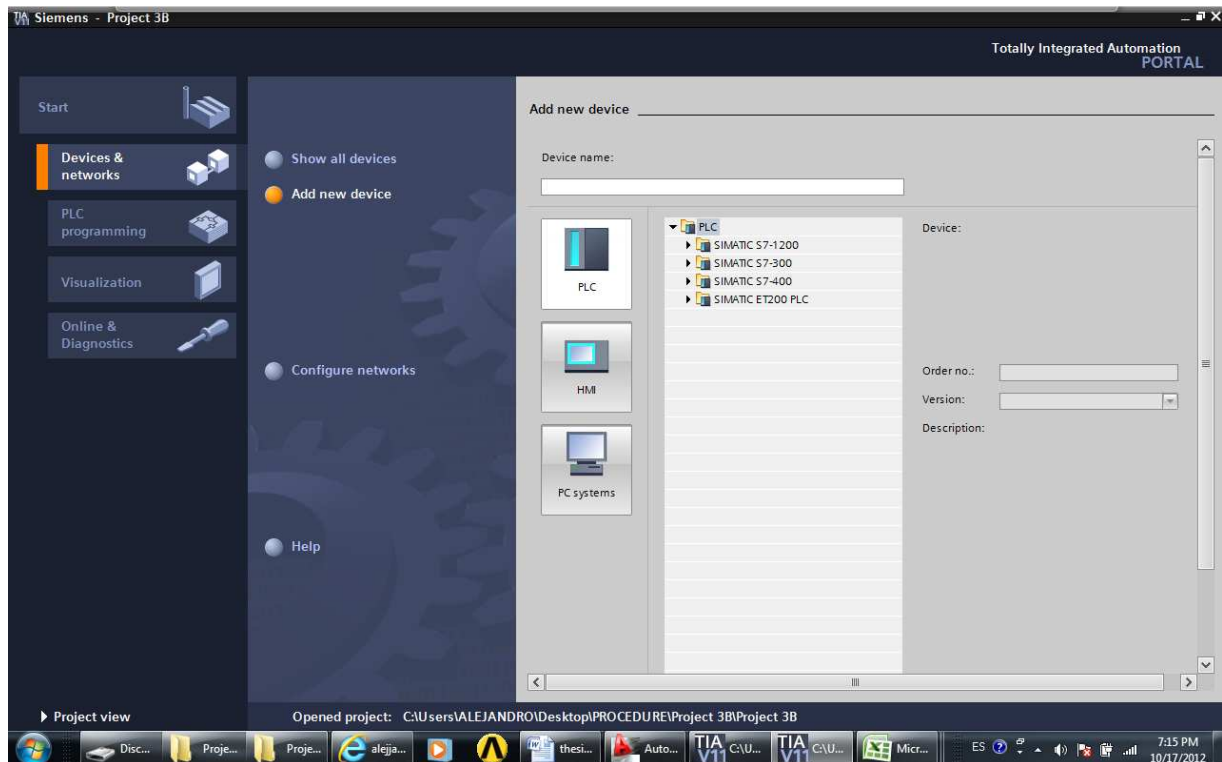 Siemens - Project 3B
Totally Integrated Automation
PORTAL
Start
Devices &
networks
PLC
programming
Visualization
Online &
Diagnostics
Show all devices
Add new device
Configure networks
Help
Add new device
Device name:
PLC
HMI
PC systems
PLC
SIMATIC S7-1200
SIMATIC S7-300
SIMATIC S7-400
SIMATIC ET200 PLC
Device:
Order no.:
Version:
Description:
Project view
Opened project: C:\Users\ALEJANDRO\Desktop\PROCEDURE\Project 3B\Project 3B
Disc...
Proje...
Proje...
alejja...
thesi...
Auto...
TIA V11 C:\U...
TIA V11 C:\U...
Micr...
ES
7:15 PM
10/17/2012